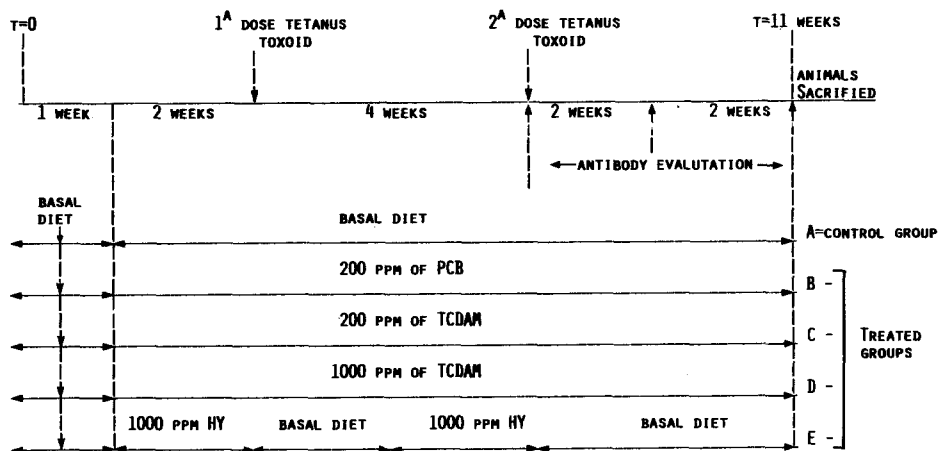 T=0
1A DOSE TETANUS
TOXOID
2A DOSE TETANUS
TOXOID
T=11 WEEKS
ANIMALS
SACRIFIED
1 WEEK
2 WEEKS
4 WEEKS
2 WEEKS
2 WEEKS
ANTIBODY EVALUTATION
BASAL
DIET
BASAL DIET
A=CONTROL GROUP
200 PPM OF PCB
B -
200 PPM OF TCDAM
C -
TREATED
GROUPS
1000 PPM OF TCDAM
D -
1000 PPM HY
BASAL DIET
1000 PPM HY
BASAL DIET
E -